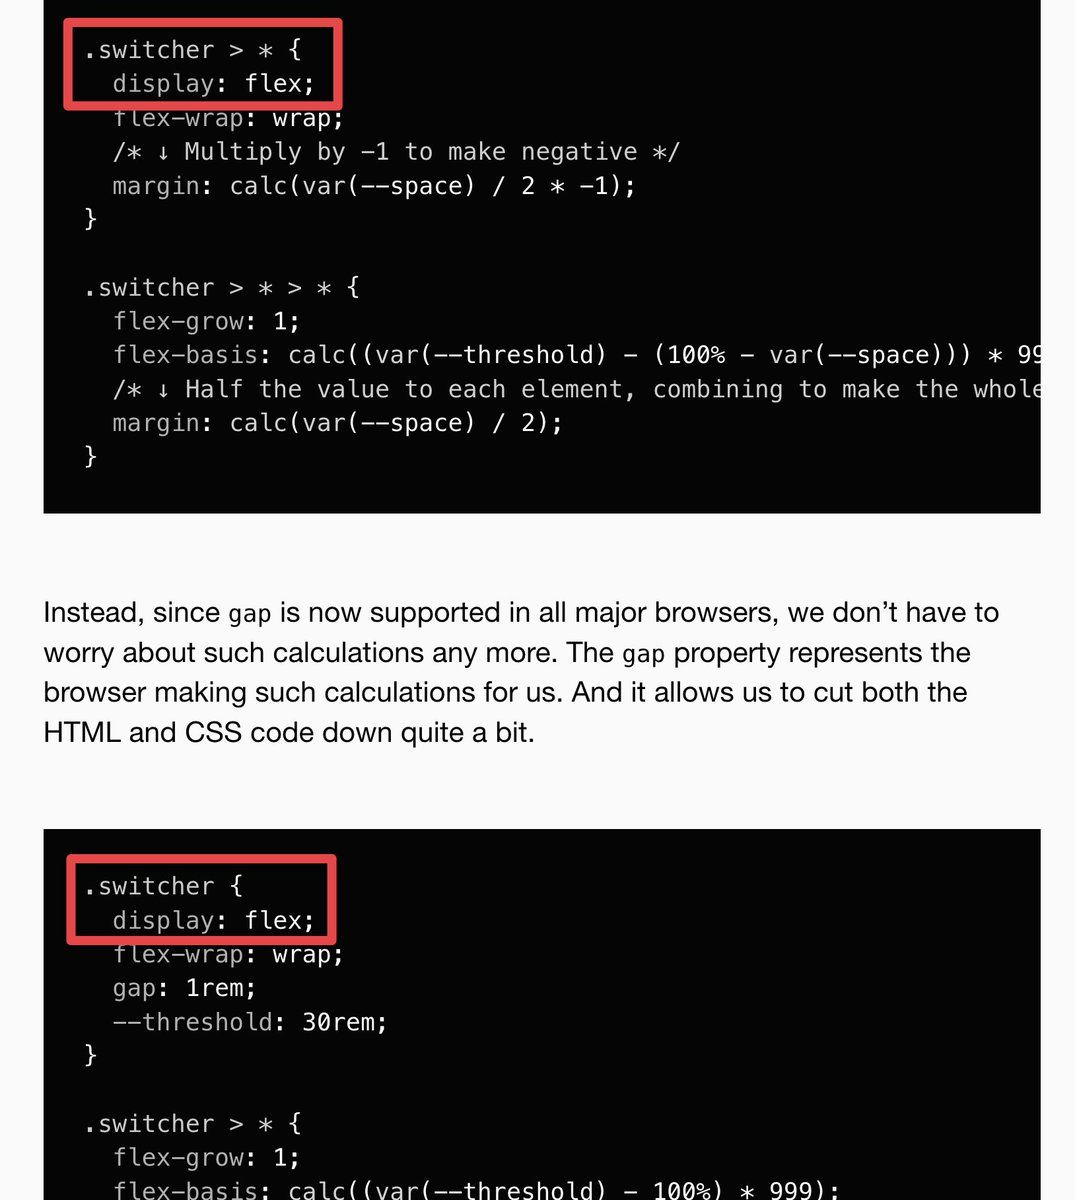 .switcher > * {
display: flex;
flex-wrap: wrap;
/* ↓ Multiply by -1 to make negative */
margin: calc(var(--space) / 2 * -1);
}
.switcher > * > * {
flex-grow: 1;
flex-basis: calc((var(--threshold) - (100% - var(--space))) * 99
/* ↓ Half the value to each element, combining to make the whole
margin: calc(var(--space) / 2);
}
Instead, since gap is now supported in all major browsers, we don’t have to
worry about such calculations any more. The gap property represents the
browser making such calculations for us. And it allows us to cut both the
HTML and CSS code down quite a bit.
.switcher {
display: flex;
flex-wrap: wrap;
gap: 1rem;
--threshold: 30rem;
}
.switcher > * {
flex-grow: 1;
flex-basis: calc((var(--threshold) - 100%) * 999);